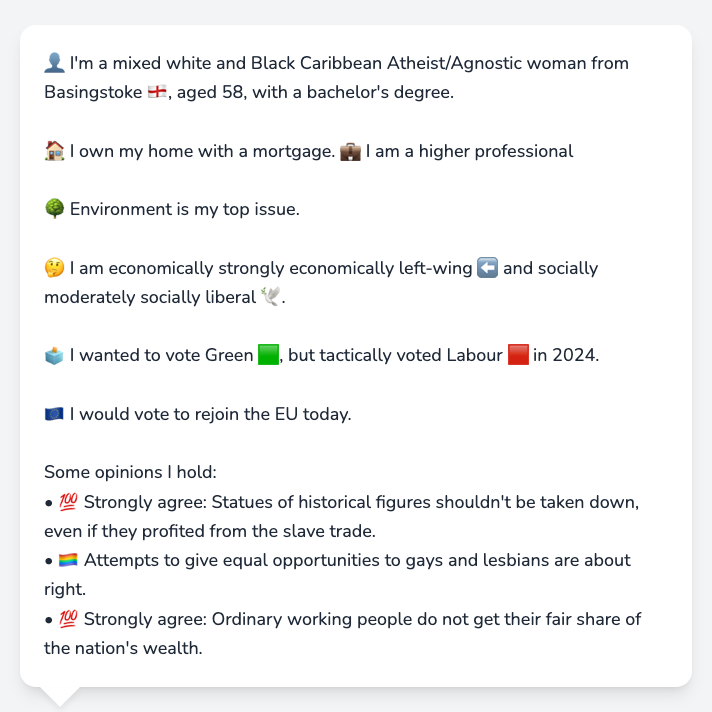 👤 I'm a mixed white and Black Caribbean Atheist/Agnostic woman from
Basingstoke 🏴󠁧󠁢󠁥󠁮󠁧󠁿, aged 58, with a bachelor's degree.
🏠 I own my home with a mortgage. 💼 I am a higher professional
🌳 Environment is my top issue.
🤔 I am economically strongly economically left-wing ⬅️ and socially
moderately socially liberal 🕊️.
🗳️ I wanted to vote Green 🟩, but tactically voted Labour 🟥 in 2024.
🇪🇺 I would vote to rejoin the EU today.
Some opinions I hold:
• 💯 Strongly agree: Statues of historical figures shouldn't be taken down,
even if they profited from the slave trade.
• 🏳️‍🌈 Attempts to give equal opportunities to gays and lesbians are about
right.
• 💯 Strongly agree: Ordinary working people do not get their fair share of
the nation's wealth.